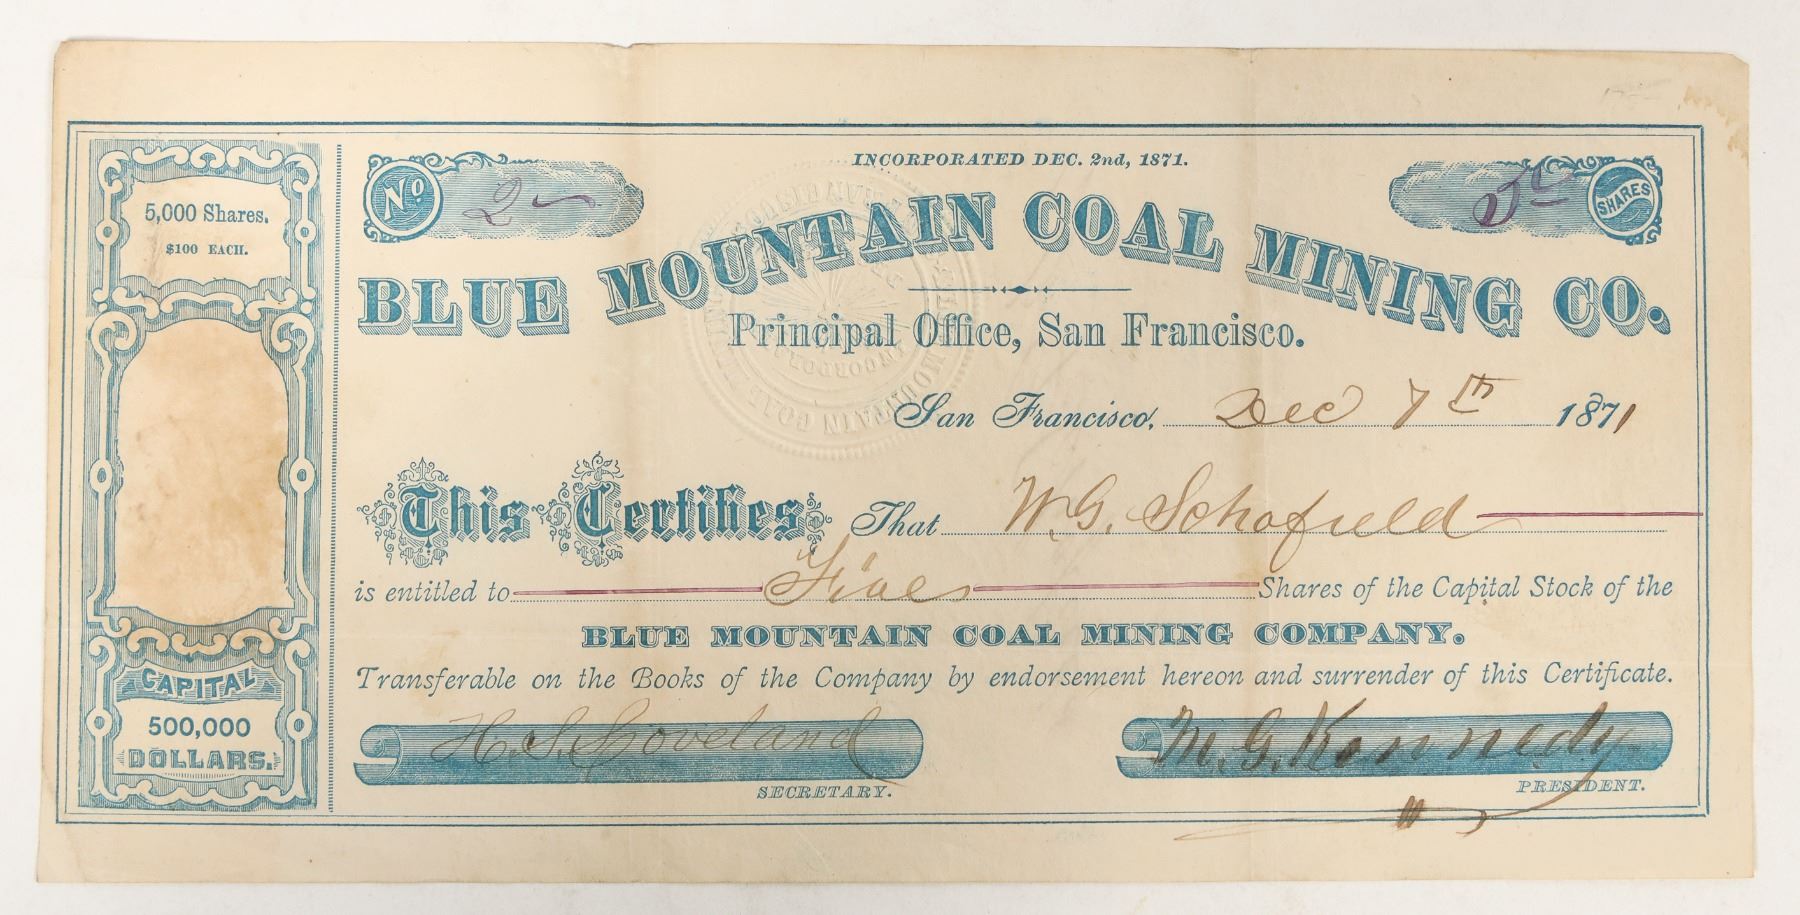 INCORPORATED DEC. 2nd, 1871.
No 2
5 SHARES
BLUE MOUNTAIN COAL MINING CO.
Principal Office, San Francisco.
San Francisco, Dec 7th 1871
This Certifies That W. G. Schofield
is entitled to Five Shares of the Capital Stock of the
BLUE MOUNTAIN COAL MINING COMPANY.
Transferable on the Books of the Company by endorsement hereon and surrender of this Certificate.
H. S. Loveland
SECRETARY.
M. G. Kennedy
PRESIDENT.
5,000 Shares.
$100 EACH.
CAPITAL
500,000
DOLLARS.